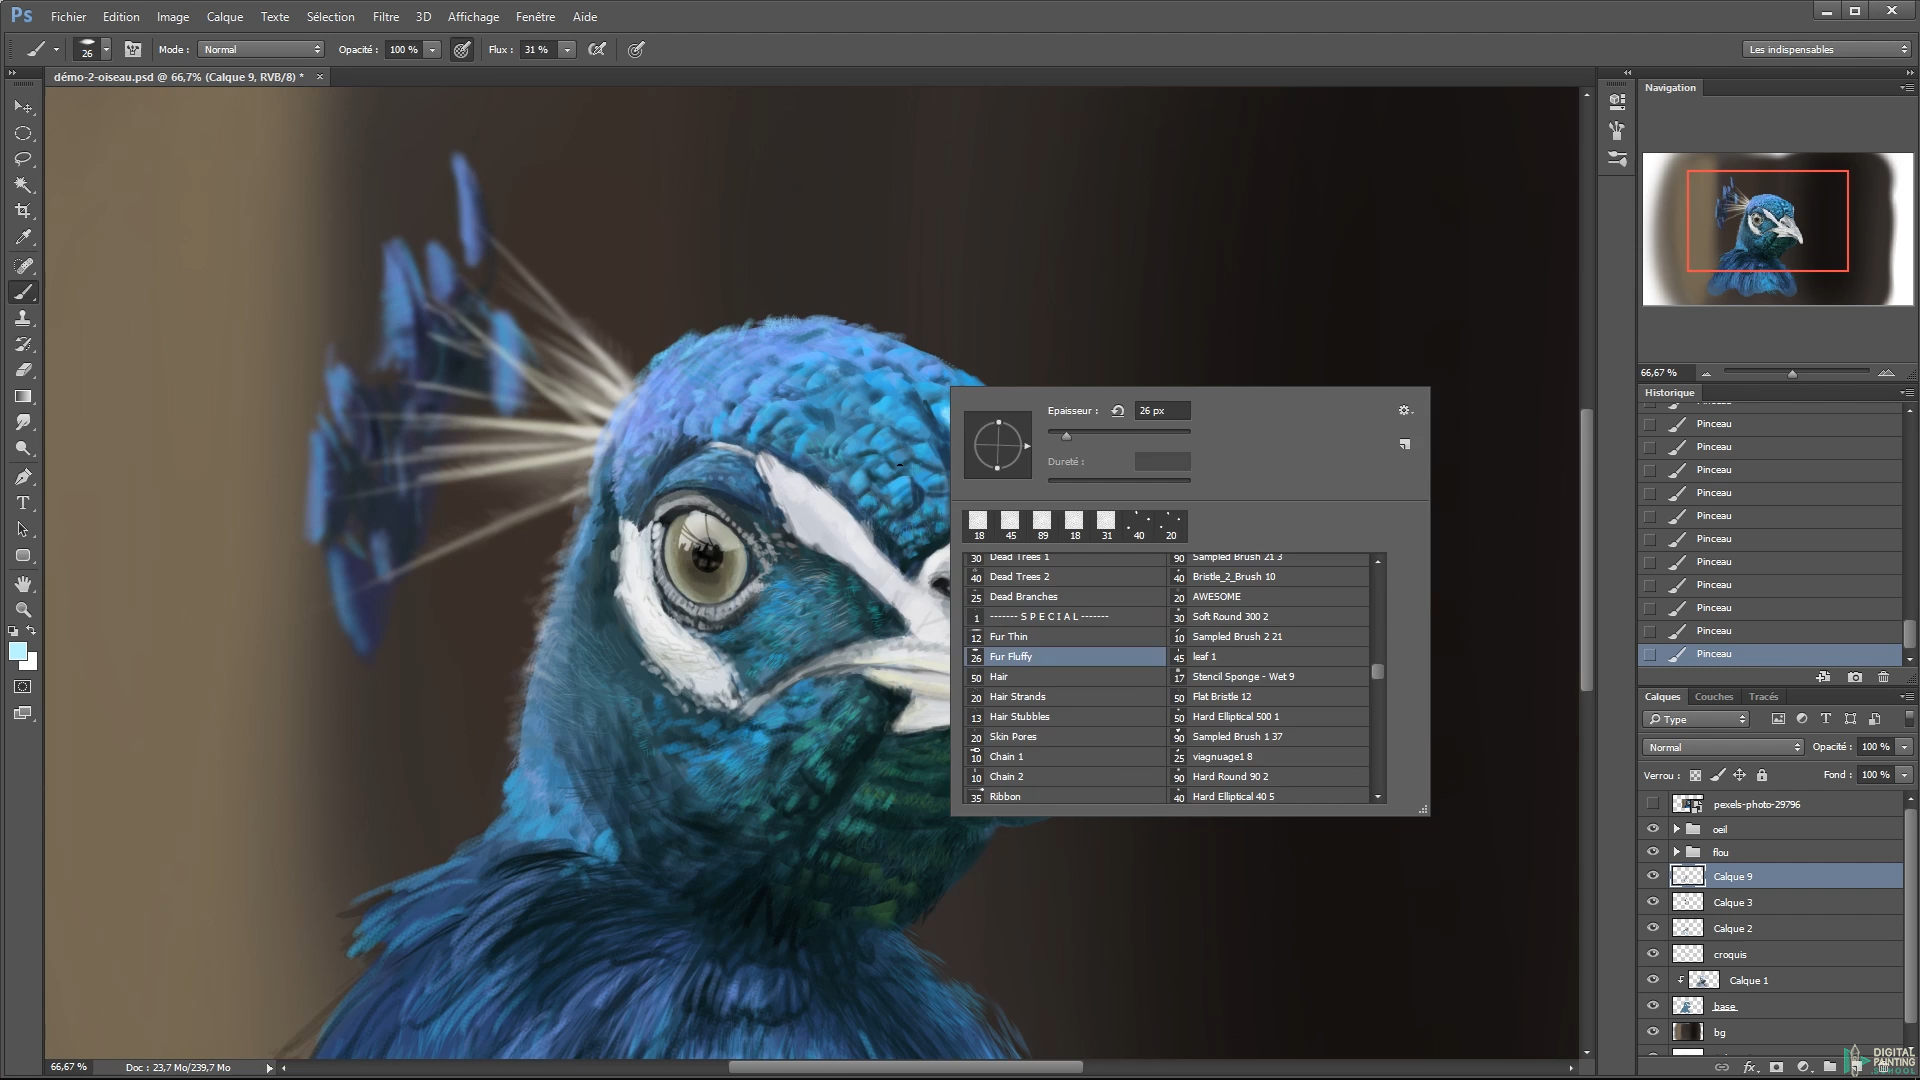 Ps Fichier Edition Image Calque Texte Sélection Filtre 3D Affichage Fenêtre Aide
26 Mode : Normal Opacité : 100 % Flux : 31 % Les indispensables
démo-2-oiseau.psd @ 66,7% (Calque 9, RVB/8) * ×
Navigation
66,67 %
Historique
Pinceau
Pinceau
Pinceau
Pinceau
Pinceau
Pinceau
Pinceau
Pinceau
Pinceau
Pinceau
Pinceau
Epaisseur : 26 px
Dureté :
18 45 89 18 31 40 20
30 Dead Trees 1
40 Dead Trees 2
25 Dead Branches
1 ------- S P E C I A L -------
12 Fur Thin
26 Fur Fluffy
50 Hair
20 Hair Strands
13 Hair Stubbles
20 Skin Pores
10 Chain 1
10 Chain 2
35 Ribbon
90 Sampled Brush 21 3
40 Bristle_2_Brush 10
20 AWESOME
30 Soft Round 300 2
10 Sampled Brush 2 21
45 leaf 1
17 Stencil Sponge - Wet 9
50 Flat Bristle 12
50 Hard Elliptical 500 1
90 Sampled Brush 1 37
25 viagnuage1 8
90 Hard Round 90 2
40 Hard Elliptical 40 5
Calques Couches Tracés
Type
Normal Opacité : 100 %
Verrou : Fond : 100 %
pexels-photo-29796
oeil
flou
Calque 9
Calque 3
Calque 2
croquis
Calque 1
base
bg
66,67 % Doc : 23,7 Mo/239,7 Mo
DIGITAL
PAINTING
.SCHOOL